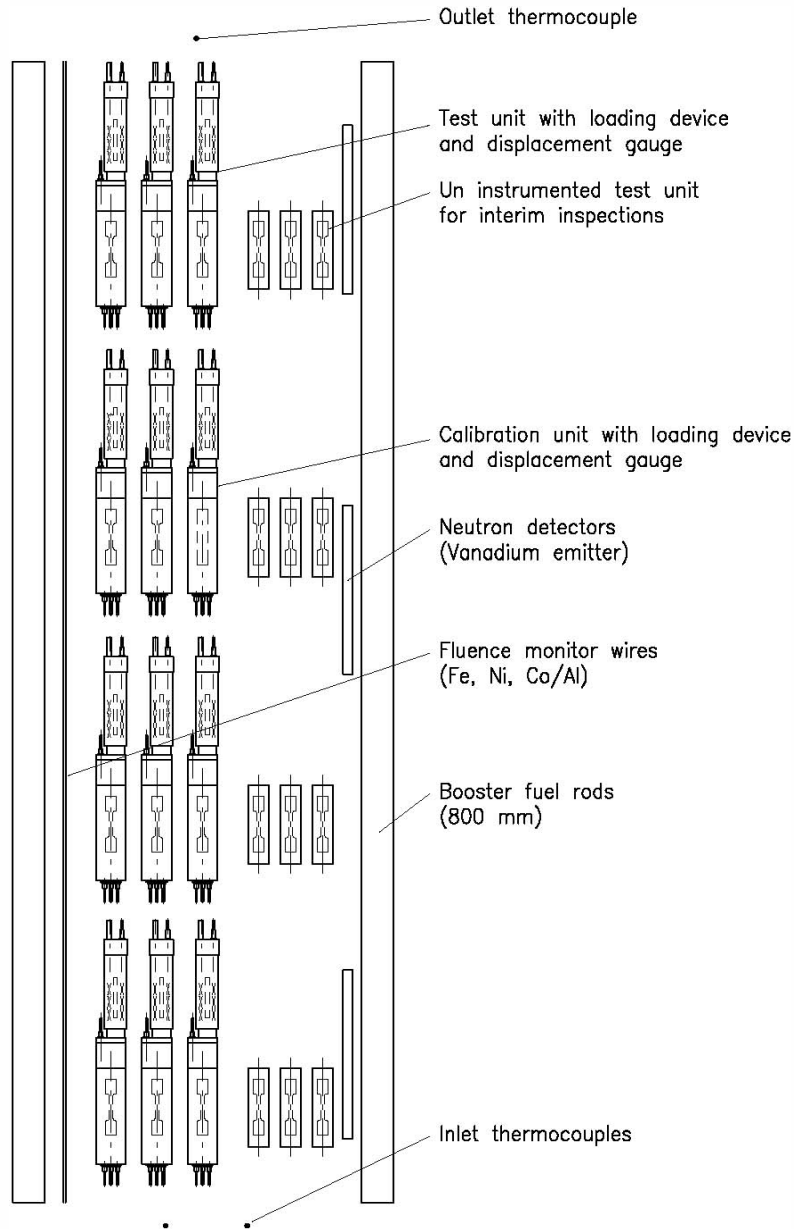 Outlet thermocouple
Test unit with loading device
and displacement gauge
Un instrumented test unit
for interim inspections
Calibration unit with loading device
and displacement gauge
Neutron detectors
(Vanadium emitter)
Fluence monitor wires
(Fe, Ni, Co/Al)
Booster fuel rods
(800 mm)
Inlet thermocouples